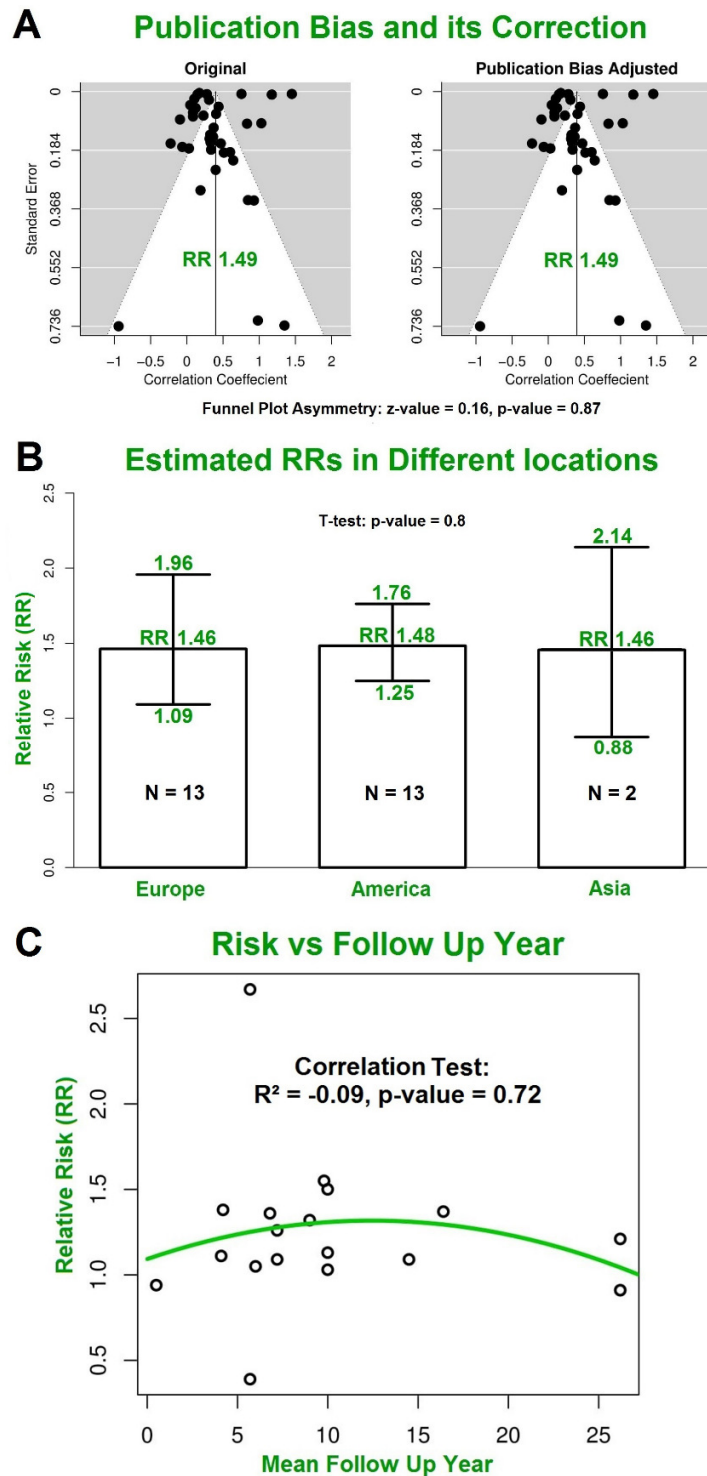 A Publication Bias and its Correction
Original
Publication Bias Adjusted
Standard Error
0
0.184
0.368
0.552
0.736
RR 1.49
−1 −0.5 0 0.5 1 1.5 2
Correlation Coeffecient
0
0.184
0.368
0.552
0.736
RR 1.49
−1 −0.5 0 0.5 1 1.5 2
Correlation Coeffecient
Funnel Plot Asymmetry: z-value = 0.16, p-value = 0.87
B Estimated RRs in Different locations
Relative Risk (RR)
2.5
2.0
1.5
1.0
0.5
0.0
T-test: p-value = 0.8
1.96 1.76 2.14
RR 1.46 RR 1.48 RR 1.46
1.09 1.25 0.88
N = 13 N = 13 N = 2
Europe America Asia
C Risk vs Follow Up Year
Relative Risk (RR)
2.5
2.0
1.5
1.0
0.5
Correlation Test:
R² = -0.09, p-value = 0.72
0 5 10 15 20 25
Mean Follow Up Year